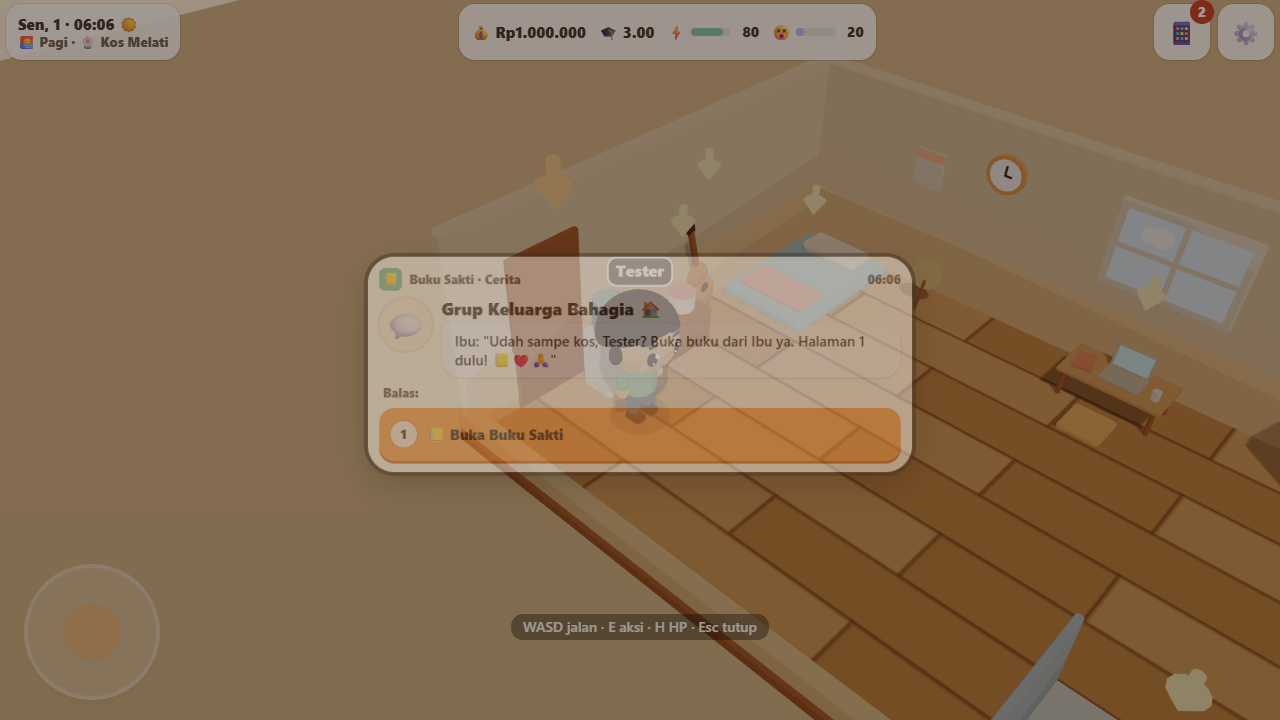 Sen, 1 · 06:06
Pagi · Kos Melati
Rp1.000.000
3.00
80
20
2
Buku Sakti · Cerita
06:06
Tester
Grup Keluarga Bahagia
Ibu: "Udah sampe kos, Tester? Buka buku dari Ibu ya. Halaman 1
dulu! 📒 ❤️ 🙏"
Balas:
1
Buka Buku Sakti
WASD jalan · E aksi · H HP · Esc tutup